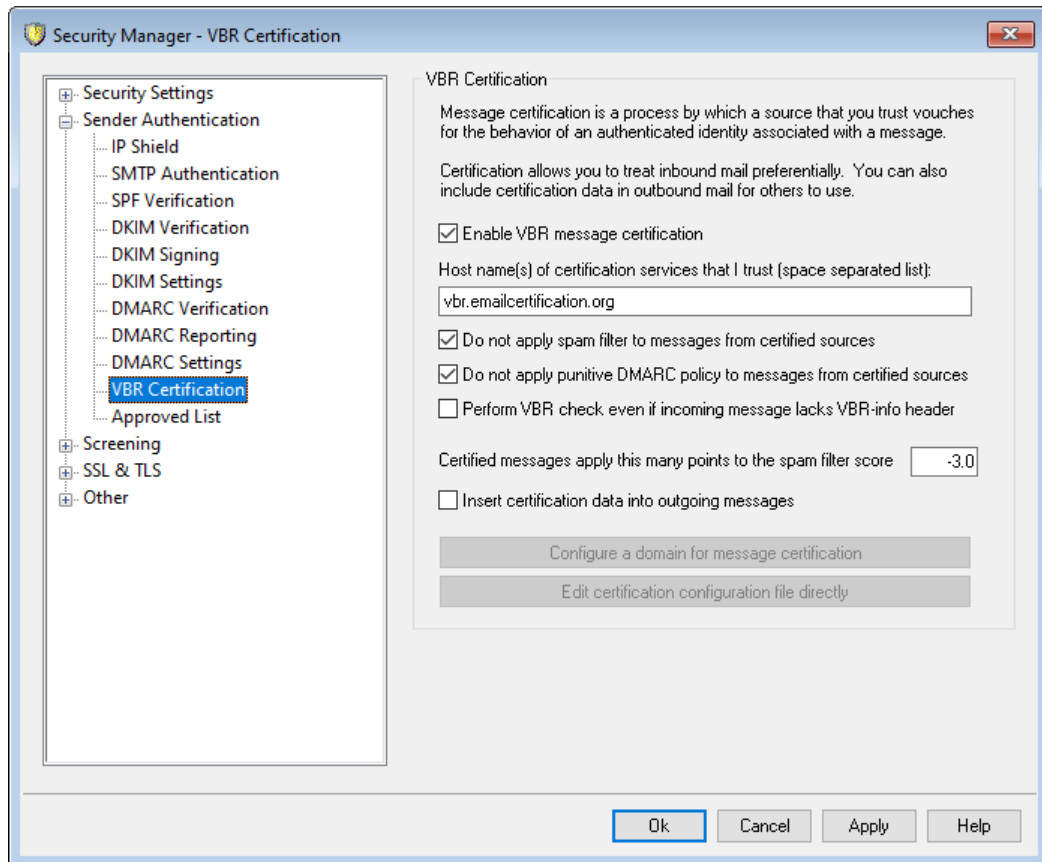 Security Manager - VBR Certification
Security Settings
Sender Authentication
IP Shield
SMTP Authentication
SPF Verification
DKIM Verification
DKIM Signing
DKIM Settings
DMARC Verification
DMARC Reporting
DMARC Settings
VBR Certification
Approved List
Screening
SSL & TLS
Other
VBR Certification
Message certification is a process by which a source that you trust vouches
for the behavior of an authenticated identity associated with a message.
Certification allows you to treat inbound mail preferentially. You can also
include certification data in outbound mail for others to use.
Enable VBR message certification
Host name(s) of certification services that I trust (space separated list):
vbr.emailcertification.org
Do not apply spam filter to messages from certified sources
Do not apply punitive DMARC policy to messages from certified sources
Perform VBR check even if incoming message lacks VBR-info header
Certified messages apply this many points to the spam filter score -3.0
Insert certification data into outgoing messages
Configure a domain for message certification
Edit certification configuration file directly
Ok Cancel Apply Help